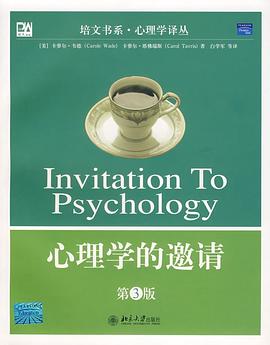 培文书系·心理学译丛
[美] 卡萝尔·韦德 (Carole Wade) 卡萝尔·塔佛瑞斯 (Carol Tavris) 著 白学军 等译
Invitation To
Psychology
心理学的邀请
第3版
北京大学出版社